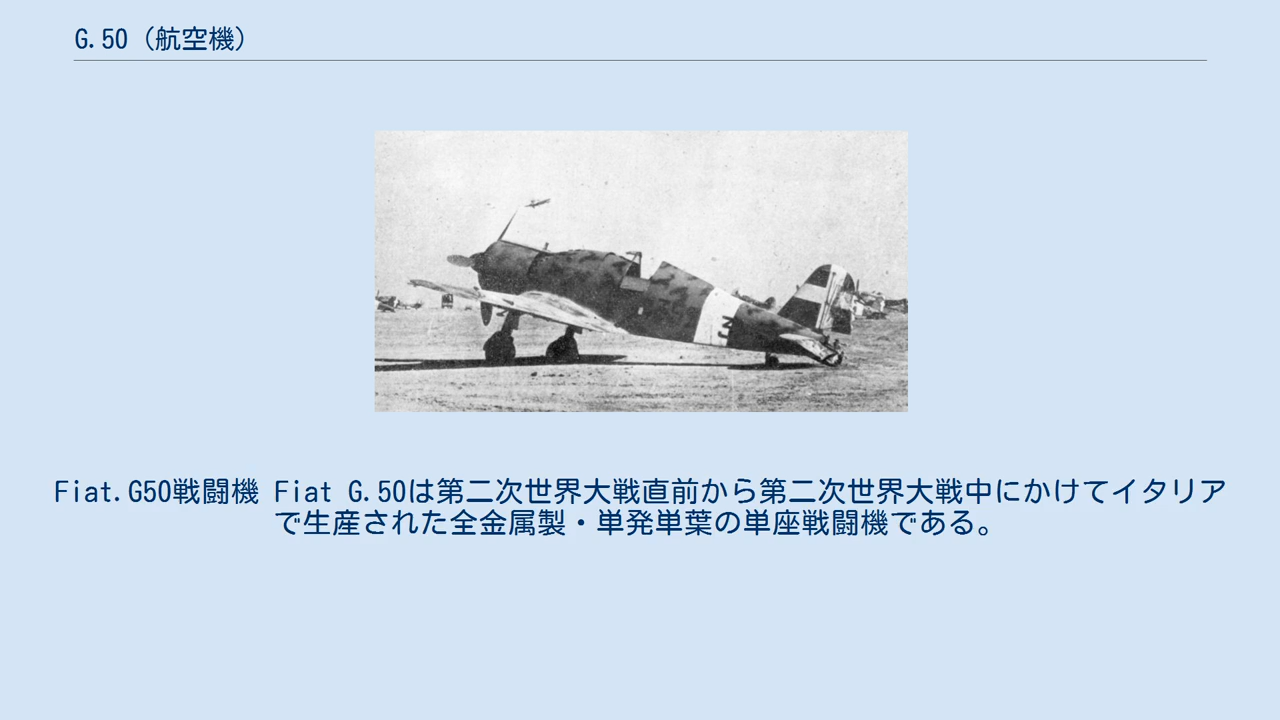 G.50（航空機）
Fiat.G50戦闘機 Fiat G.50は第二次世界大戦直前から第二次世界大戦中にかけてイタリア
で生産された全金属製・単発単葉の単座戦闘機である。